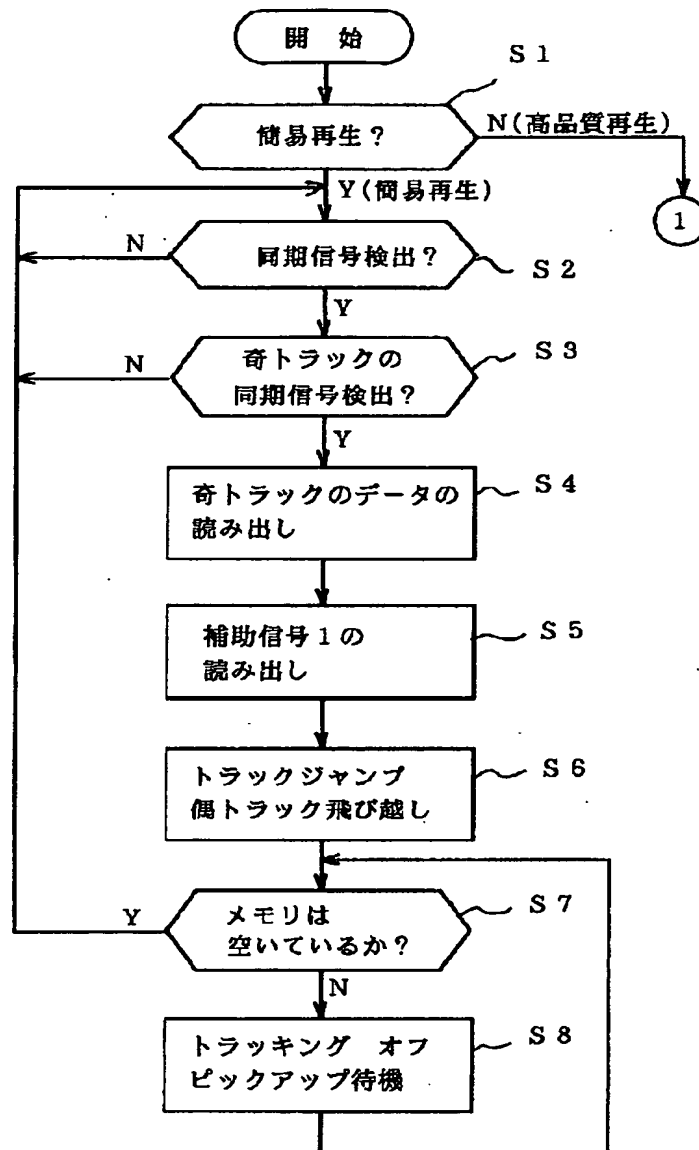 開 始
S1
簡易再生?
N(高品質再生)
Y(簡易再生)
1
N
同期信号検出?
S2
Y
N
奇トラックの
同期信号検出?
S3
Y
奇トラックのデータの
読み出し
S4
補助信号1の
読み出し
S5
トラックジャンプ
偶トラック飛び越し
S6
Y
メモリは
空いているか?
S7
N
トラッキング オフ
ピックアップ待機
S8